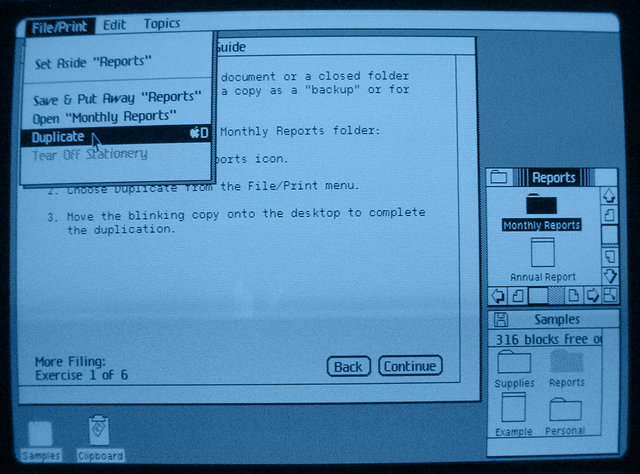 File/Print Edit Topics
Set Aside "Reports"
Save & Put Away "Reports"
Open "Monthly Reports"
Duplicate D
Tear Off Stationery
Guide
document or a closed folder
a copy as a "backup" or for
Monthly Reports folder:
icon.
2. Choose Duplicate from the File/Print menu.
3. Move the blinking copy onto the desktop to complete
the duplication.
More Filing:
Exercise 1 of 6
Back Continue
Reports
Monthly Reports
Annual Report
Samples
316 blocks free
Supplies Reports
Example Personal
Samples Clipboard